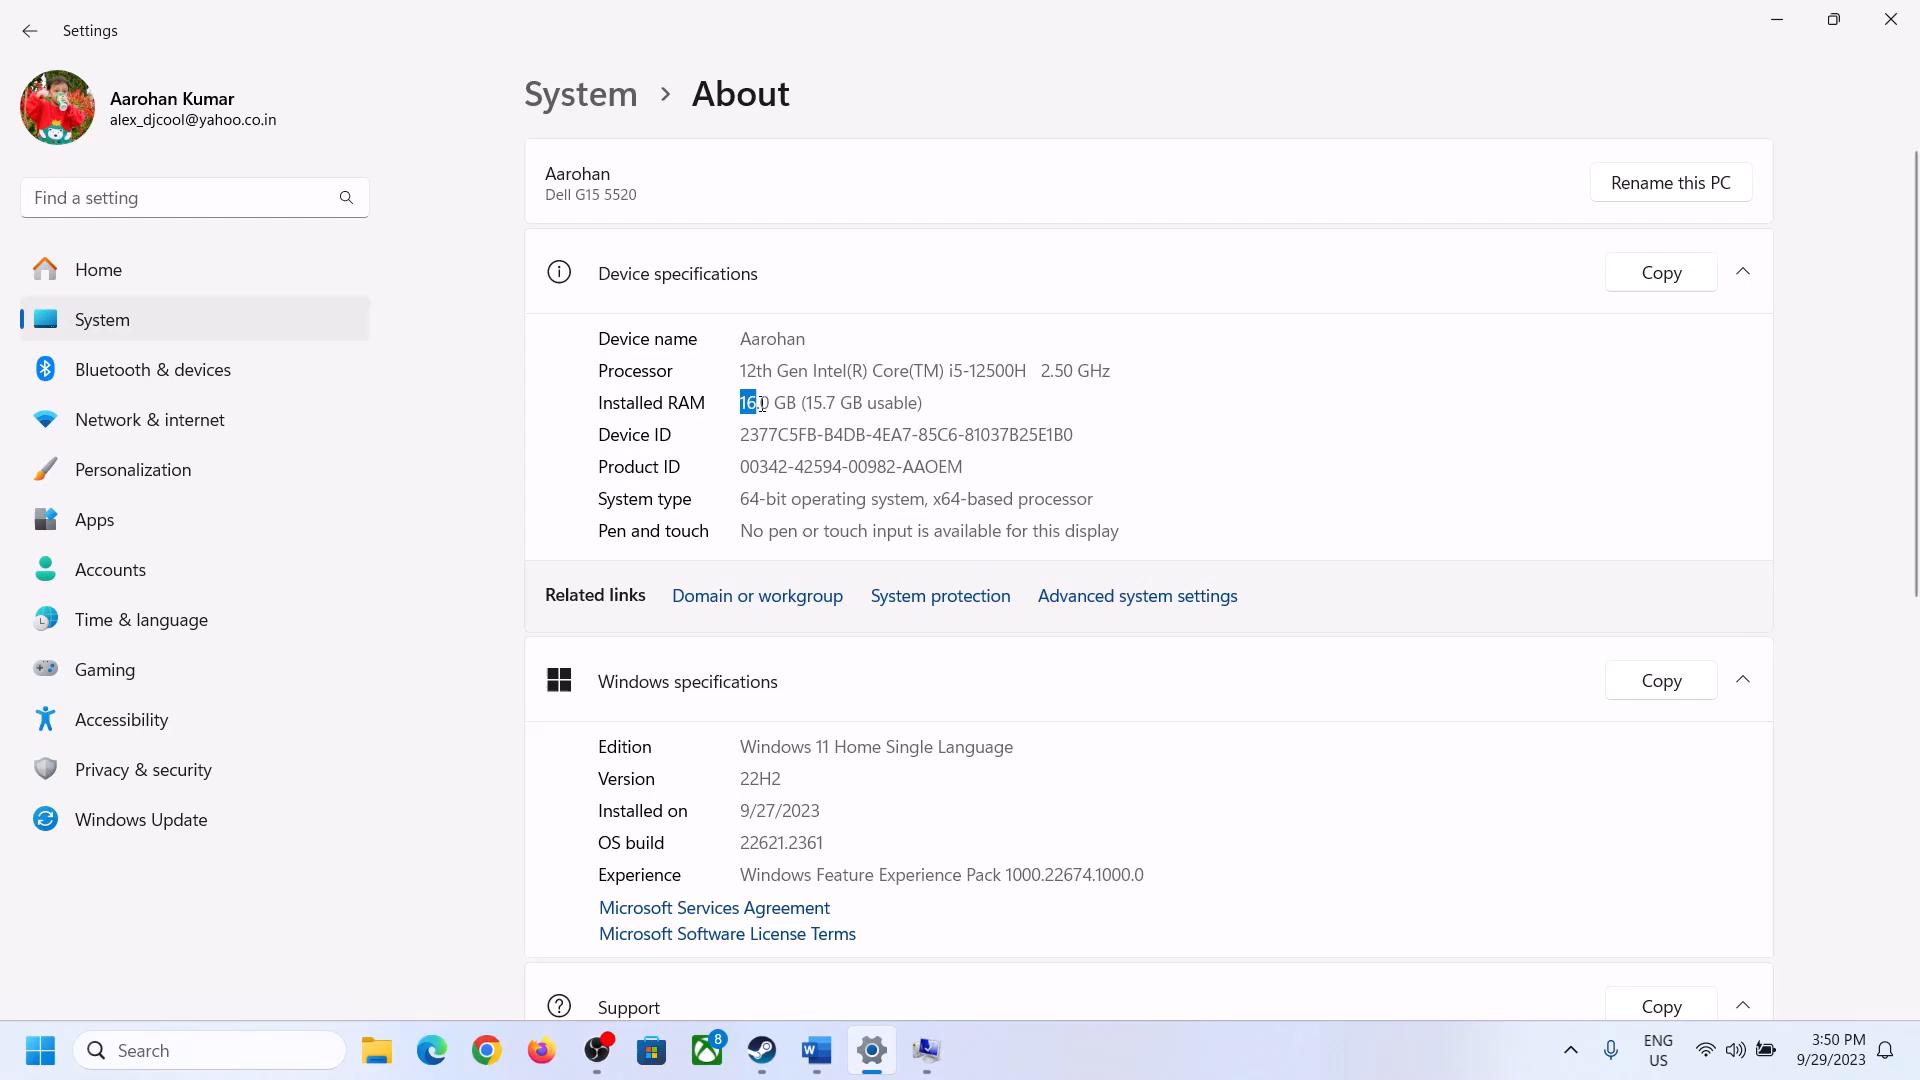 Settings
Aarohan Kumar
alex_djcool@yahoo.co.in
Find a setting
Home
System
Bluetooth & devices
Network & internet
Personalization
Apps
Accounts
Time & language
Gaming
Accessibility
Privacy & security
Windows Update
System > About
Aarohan
Dell G15 5520
Rename this PC
Device specifications
Copy
Device name Aarohan
Processor 12th Gen Intel(R) Core(TM) i5-12500H 2.50 GHz
Installed RAM 16.0 GB (15.7 GB usable)
Device ID 2377C5FB-B4DB-4EA7-85C6-81037B25E1B0
Product ID 00342-42594-00982-AAOEM
System type 64-bit operating system, x64-based processor
Pen and touch No pen or touch input is available for this display
Related links Domain or workgroup System protection Advanced system settings
Windows specifications
Copy
Edition Windows 11 Home Single Language
Version 22H2
Installed on 9/27/2023
OS build 22621.2361
Experience Windows Feature Experience Pack 1000.22674.1000.0
Microsoft Services Agreement
Microsoft Software License Terms
Support
Copy
Search
8
W
ENG
US
3:50 PM
9/29/2023